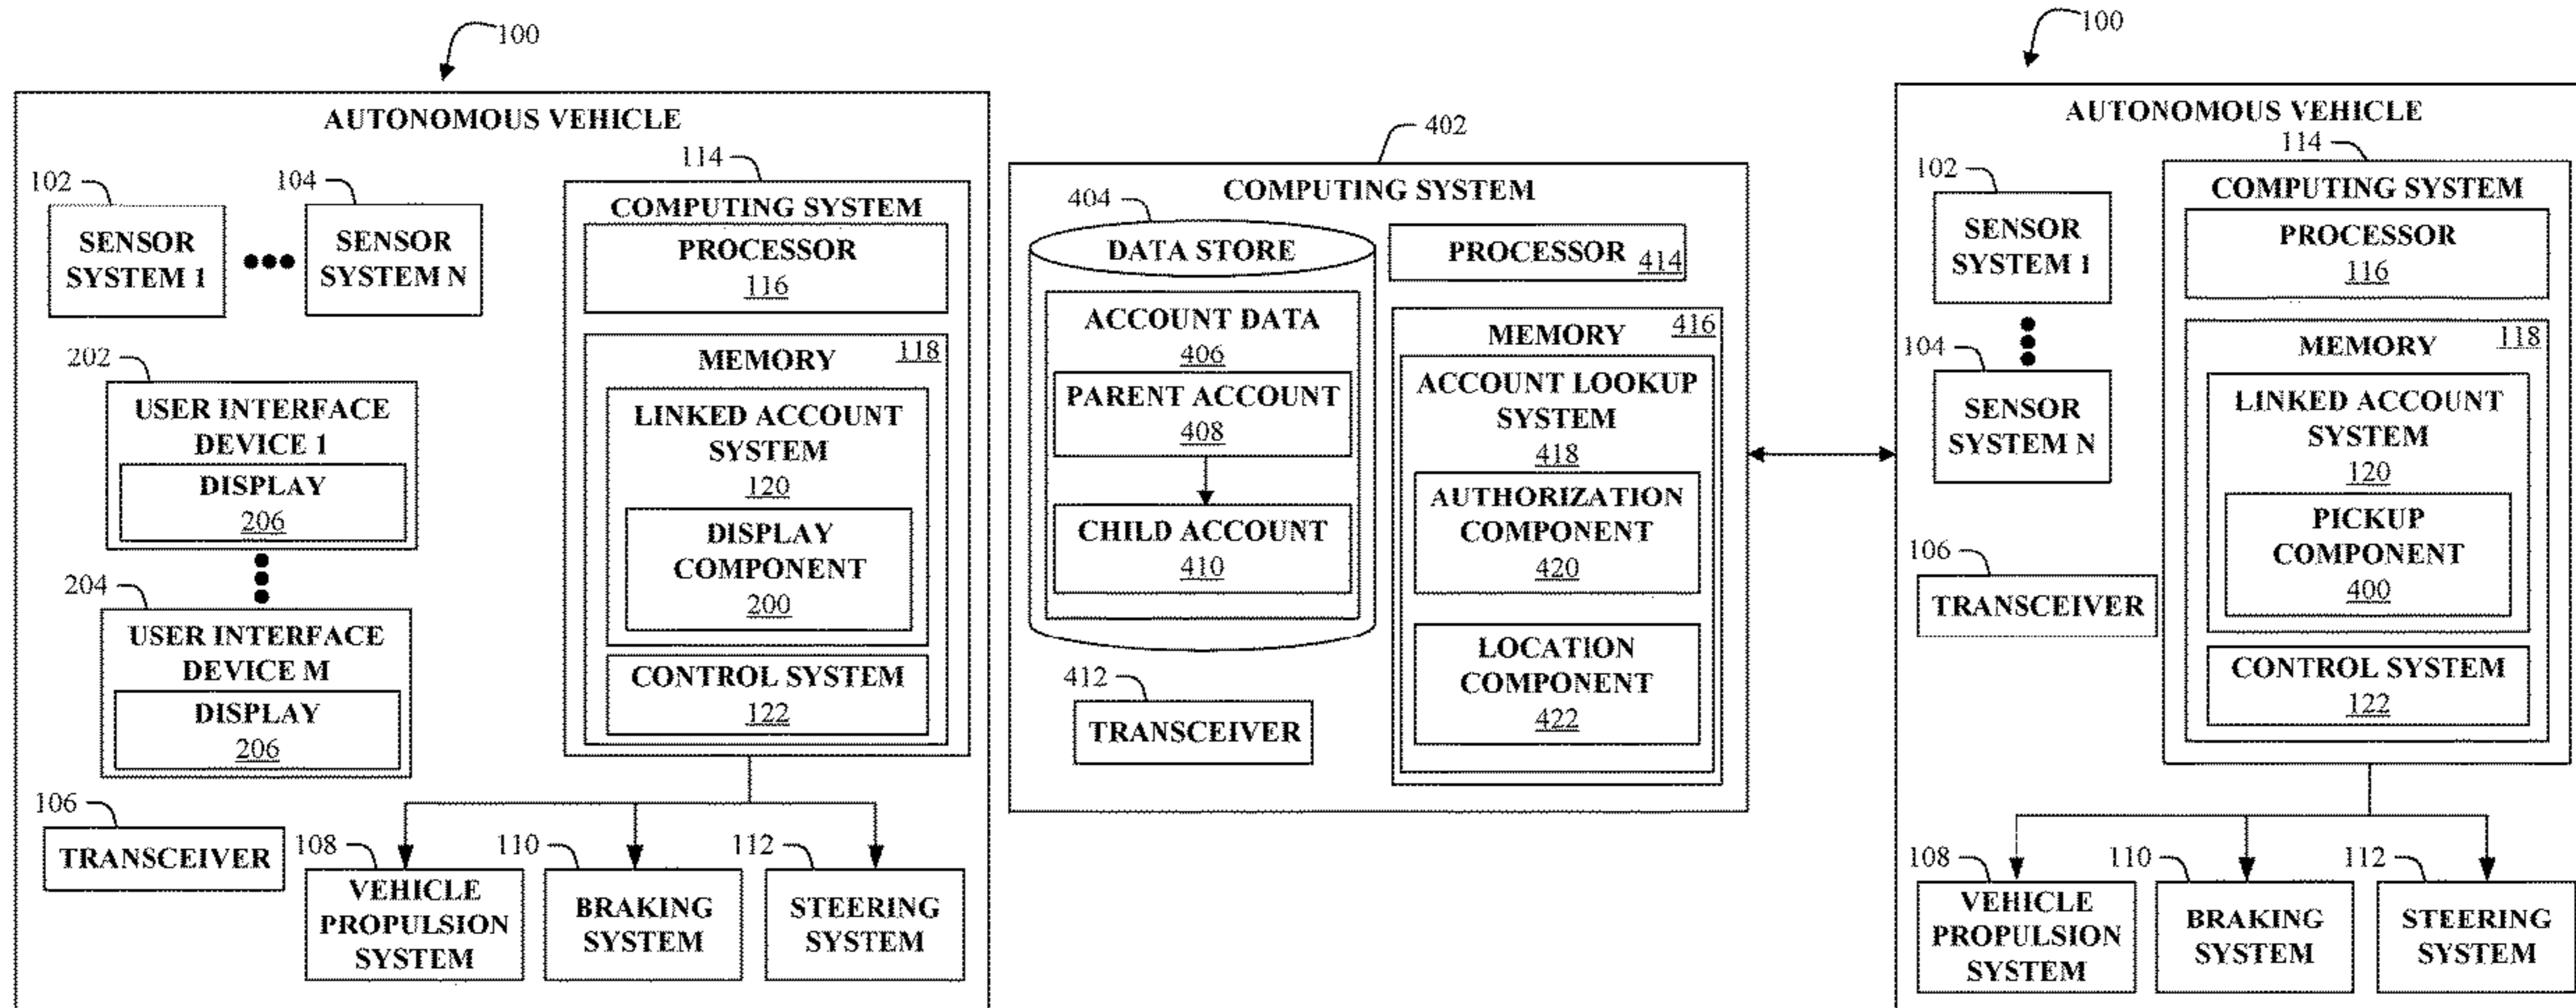 100
AUTONOMOUS VEHICLE
102
SENSOR
SYSTEM 1
104
SENSOR
SYSTEM N
202
USER INTERFACE
DEVICE 1
DISPLAY
206
204
USER INTERFACE
DEVICE M
DISPLAY
206
106
TRANSCEIVER
114
COMPUTING SYSTEM
PROCESSOR
116
MEMORY
118
LINKED ACCOUNT
SYSTEM
120
DISPLAY
COMPONENT
200
CONTROL SYSTEM
122
108
VEHICLE
PROPULSION
SYSTEM
110
BRAKING
SYSTEM
112
STEERING
SYSTEM
402
COMPUTING SYSTEM
404
DATA STORE
ACCOUNT DATA
406
PARENT ACCOUNT
408
CHILD ACCOUNT
410
412
TRANSCEIVER
PROCESSOR 414
MEMORY
416
ACCOUNT LOOKUP
SYSTEM
418
AUTHORIZATION
COMPONENT
420
LOCATION
COMPONENT
422
100
AUTONOMOUS VEHICLE
102
SENSOR
SYSTEM 1
104
SENSOR
SYSTEM N
106
TRANSCEIVER
114
COMPUTING SYSTEM
PROCESSOR
116
MEMORY
118
LINKED ACCOUNT
SYSTEM
120
PICKUP
COMPONENT
400
CONTROL SYSTEM
122
108
VEHICLE
PROPULSION
SYSTEM
110
BRAKING
SYSTEM
112
STEERING
SYSTEM